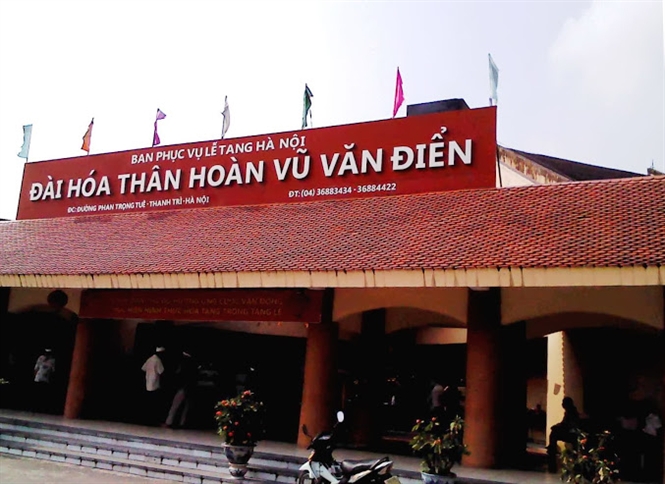 BAN PHỤC VỤ LỄ TANG HÀ NỘI
ĐÀI HÓA THÂN HOÀN VŨ VĂN ĐIỂN
ĐC: ĐƯỜNG PHAN TRỌNG TUỆ - THANH TRÌ - HÀ NỘI ĐT: (04) 36883434 - 36884422